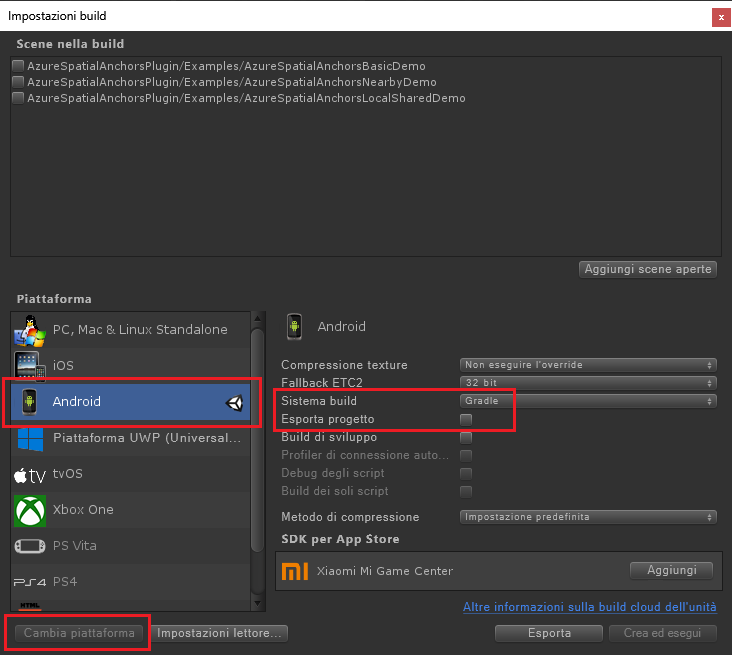 Impostazioni build
x
Scene nella build
AzureSpatialAnchorsPlugin/Examples/AzureSpatialAnchorsBasicDemo
AzureSpatialAnchorsPlugin/Examples/AzureSpatialAnchorsNearbyDemo
AzureSpatialAnchorsPlugin/Examples/AzureSpatialAnchorsLocalSharedDemo
Aggiungi scene aperte
Piattaforma
PC, Mac & Linux Standalone
iOS
Android
Piattaforma UWP (Universal...
tv tvOS
Xbox One
PS Vita
PS4 PS4
HTML
Android
Compressione texture Non eseguire l'override
Fallback ETC2 32 bit
Sistema build Gradle
Esporta progetto
Build di sviluppo
Profiler di connessione auto...
Debug degli script
Build dei soli script
Metodo di compressione Impostazione predefinita
SDK per App Store
mi Xiaomi Mi Game Center Aggiungi
Altre informazioni sulla build cloud dell'unità
Cambia piattaforma Impostazioni lettore... Esporta Crea ed esegui